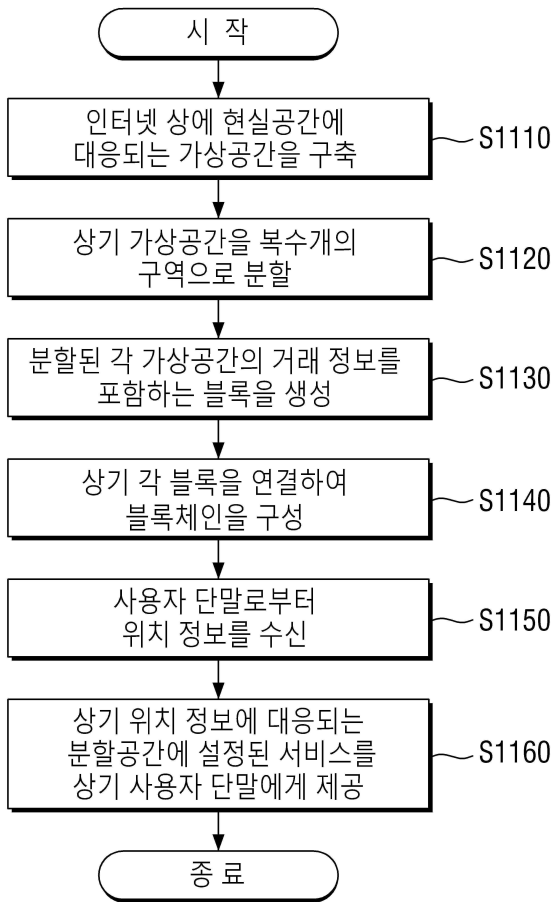 시 작
인터넷 상에 현실공간에
대응되는 가상공간을 구축
S1110
상기 가상공간을 복수개의
구역으로 분할
S1120
분할된 각 가상공간의 거래 정보를
포함하는 블록을 생성
S1130
상기 각 블록을 연결하여
블록체인을 구성
S1140
사용자 단말로부터
위치 정보를 수신
S1150
상기 위치 정보에 대응되는
분할공간에 설정된 서비스를
상기 사용자 단말에게 제공
S1160
종 료